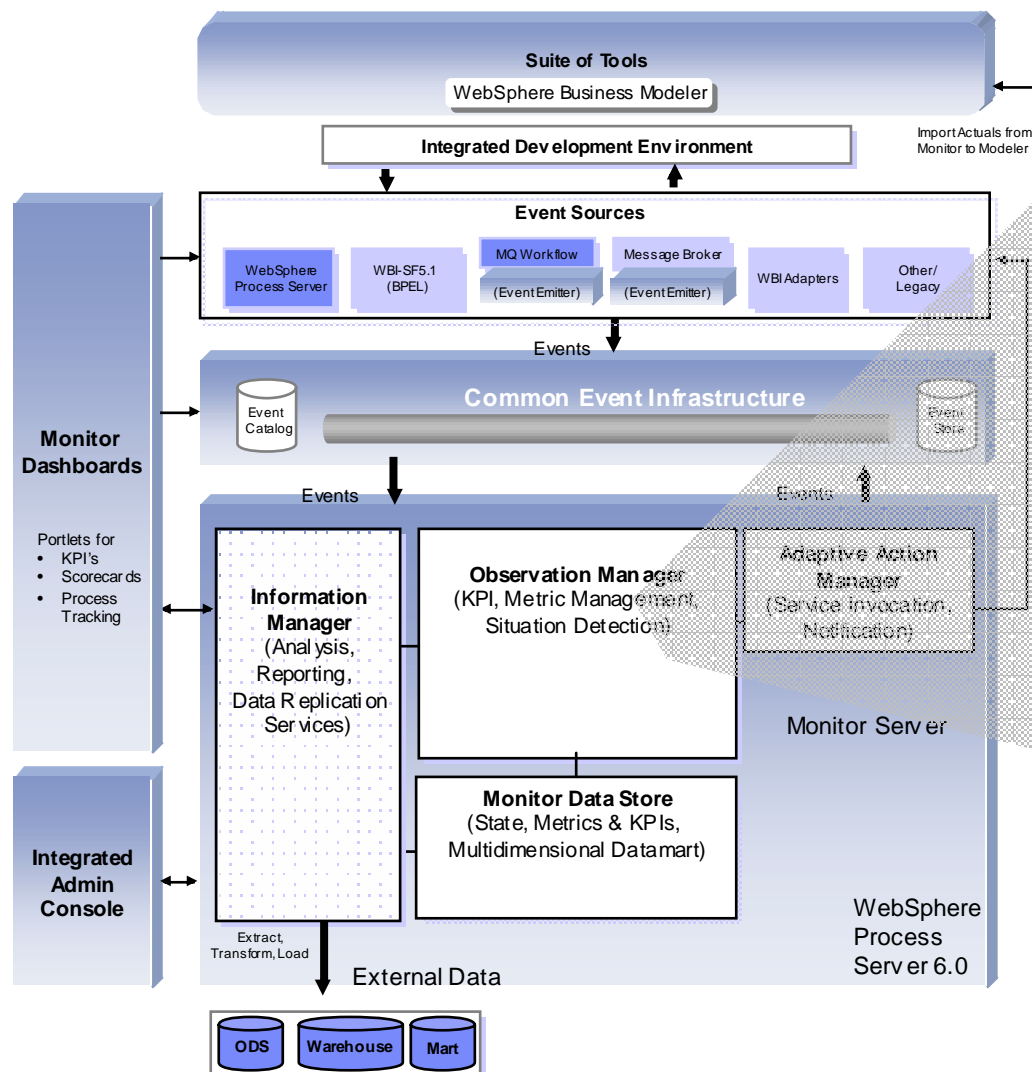 Suite of Tools
WebSphere Business Modeler
Import Actuals from
Monitor to Modeler
Integrated Development Environment
Event Sources
WebSphere
Process Server
WBI-SF5.1
(BPEL)
MQ Workflow
(Event Emitter)
Message Broker
(Event Emitter)
WBI Adapters
Other/
Legacy
Events
Common Event Infrastructure
Event
Catalog
Event
Store
Monitor
Dashboards
Portlets for
• KPI's
• Scorecards
• Process
Tracking
Events
Events
Information
Manager
(Analysis,
Reporting,
Data Replication
Services)
Observation Manager
(KPI, Metric Management,
Situation Detection)
Adaptive Action
Manager
(Service Invocation,
Notification)
Monitor Server
Monitor Data Store
(State, Metrics & KPIs,
Multidimensional Datamart)
Integrated
Admin
Console
WebSphere
Process
Server 6.0
Extract,
Transform, Load
External Data
ODS
Warehouse
Mart